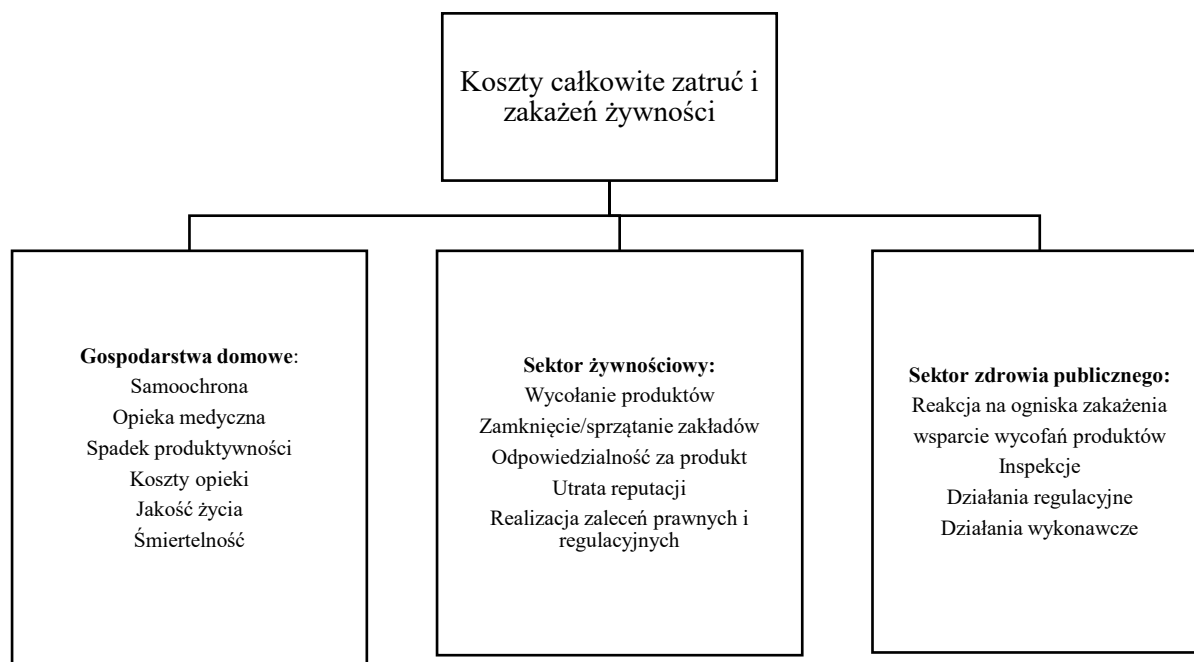 Koszty całkowite zatruć i
zakażeń żywności
Gospodarstwa domowe:
Samoochrona
Opieka medyczna
Spadek produktywności
Koszty opieki
Jakość życia
Śmiertelność
Sektor żywnościowy:
Wycołanie produktów
Zamknięcie/sprzątanie zakładów
Odpowiedzialność za produkt
Utrata reputacji
Realizacja zaleceń prawnych i
regulacyjnych
Sektor zdrowia publicznego:
Reakcja na ogniska zakażenia
wsparcie wycofań produktów
Inspekcje
Działania regulacyjne
Działania wykonawcze